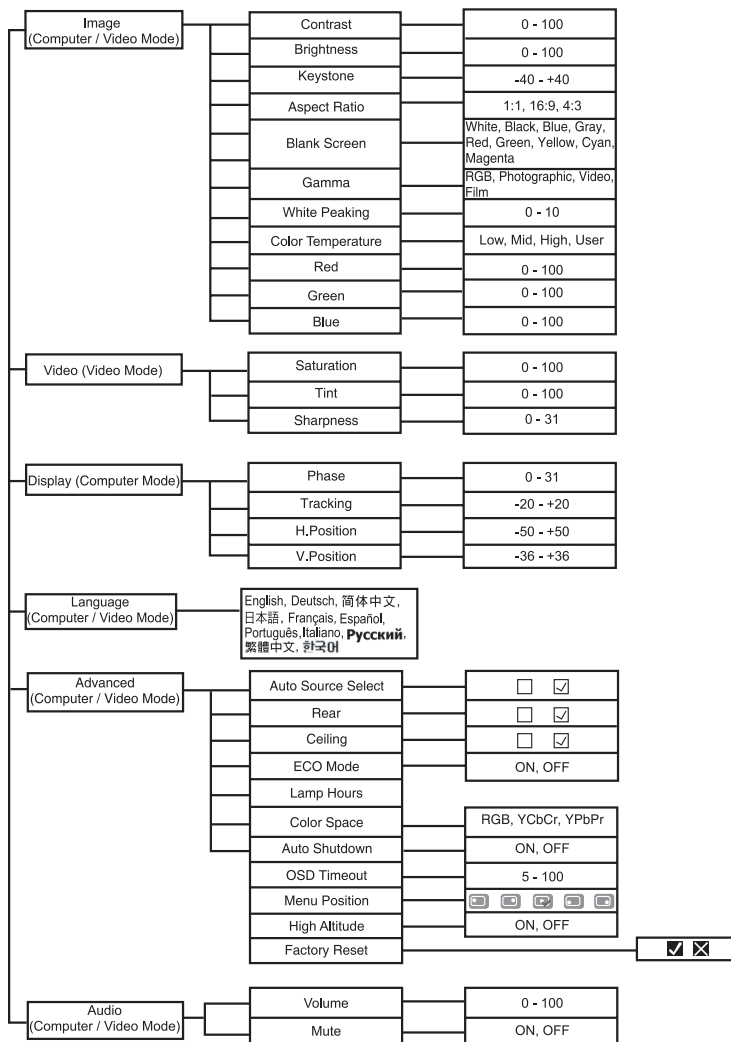 Image
(Computer / Video Mode)
Contrast
0 - 100
Brightness
0 - 100
Keystone
-40 - +40
Aspect Ratio
1:1, 16:9, 4:3
Blank Screen
White, Black, Blue, Gray,
Red, Green, Yellow, Cyan,
Magenta
Gamma
RGB, Photographic, Video,
Film
White Peaking
0 - 10
Color Temperature
Low, Mid, High, User
Red
0 - 100
Green
0 - 100
Blue
0 - 100
Video (Video Mode)
Saturation
0 - 100
Tint
0 - 100
Sharpness
0 - 31
Display (Computer Mode)
Phase
0 - 31
Tracking
-20 - +20
H.Position
-50 - +50
V.Position
-36 - +36
Language
(Computer / Video Mode)
English, Deutsch, 简体中文,
日本語, Français, Español,
Português,Italiano, Русский,
繁體中文, 한국어
Advanced
(Computer / Video Mode)
Auto Source Select
Rear
Ceiling
ECO Mode
ON, OFF
Lamp Hours
Color Space
RGB, YCbCr, YPbPr
Auto Shutdown
ON, OFF
OSD Timeout
5 - 100
Menu Position
High Altitude
ON, OFF
Factory Reset
Audio
(Computer / Video Mode)
Volume
0 - 100
Mute
ON, OFF